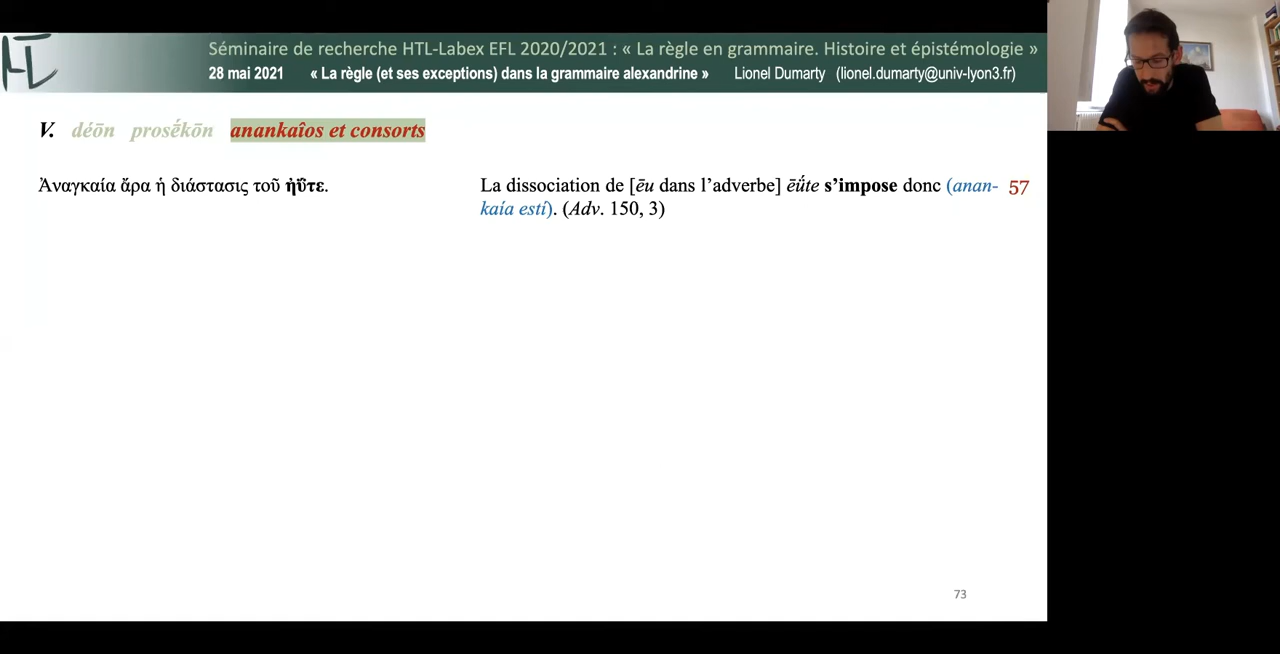 HTL
Séminaire de recherche HTL-Labex EFL 2020/2021 : « La règle en grammaire. Histoire et épistémologie »
28 mai 2021 « La règle (et ses exceptions) dans la grammaire alexandrine » Lionel Dumarty (lionel.dumarty@univ-lyon3.fr)
V. déōn prosḗkōn anankaîos et consorts
Ἀναγκαία ἄρα ἡ διάστασις τοῦ ἠΰτε.
La dissociation de [ēu dans l’adverbe] ēǘte s’impose donc (anan- 57
kaía estí). (Adv. 150, 3)
73